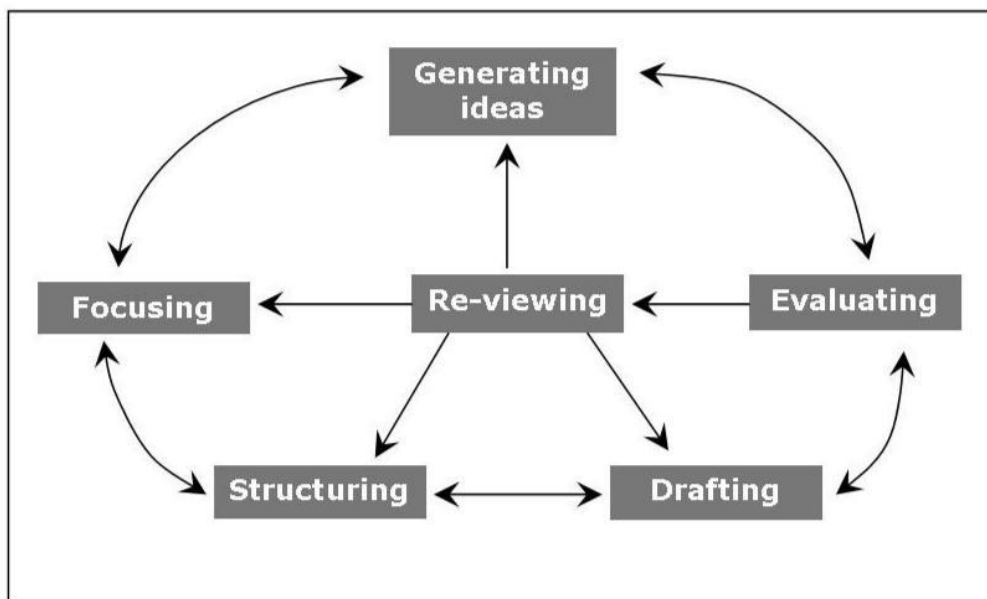 Generating
ideas
Focusing
Re-viewing
Evaluating
Structuring
Drafting